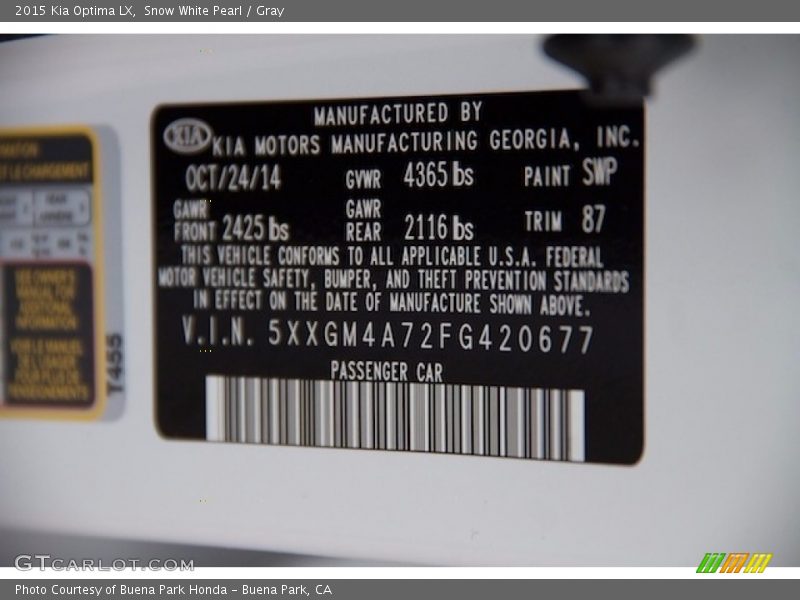 2015 Kia Optima LX, Snow White Pearl / Gray
MANUFACTURED BY
KIA KIA MOTORS MANUFACTURING GEORGIA, INC.
OCT/24/14 GVWR 4365 lbs PAINT SWP
GAWR GAWR
FRONT 2425 lbs REAR 2116 lbs TRIM 87
THIS VEHICLE CONFORMS TO ALL APPLICABLE U.S.A. FEDERAL
MOTOR VEHICLE SAFETY, BUMPER, AND THEFT PREVENTION STANDARDS
IN EFFECT ON THE DATE OF MANUFACTURE SHOWN ABOVE.
V.I.N. 5XXGM4A72FG420677
PASSENGER CAR
T455
GTCARLOT.COM
Photo Courtesy of Buena Park Honda - Buena Park, CA